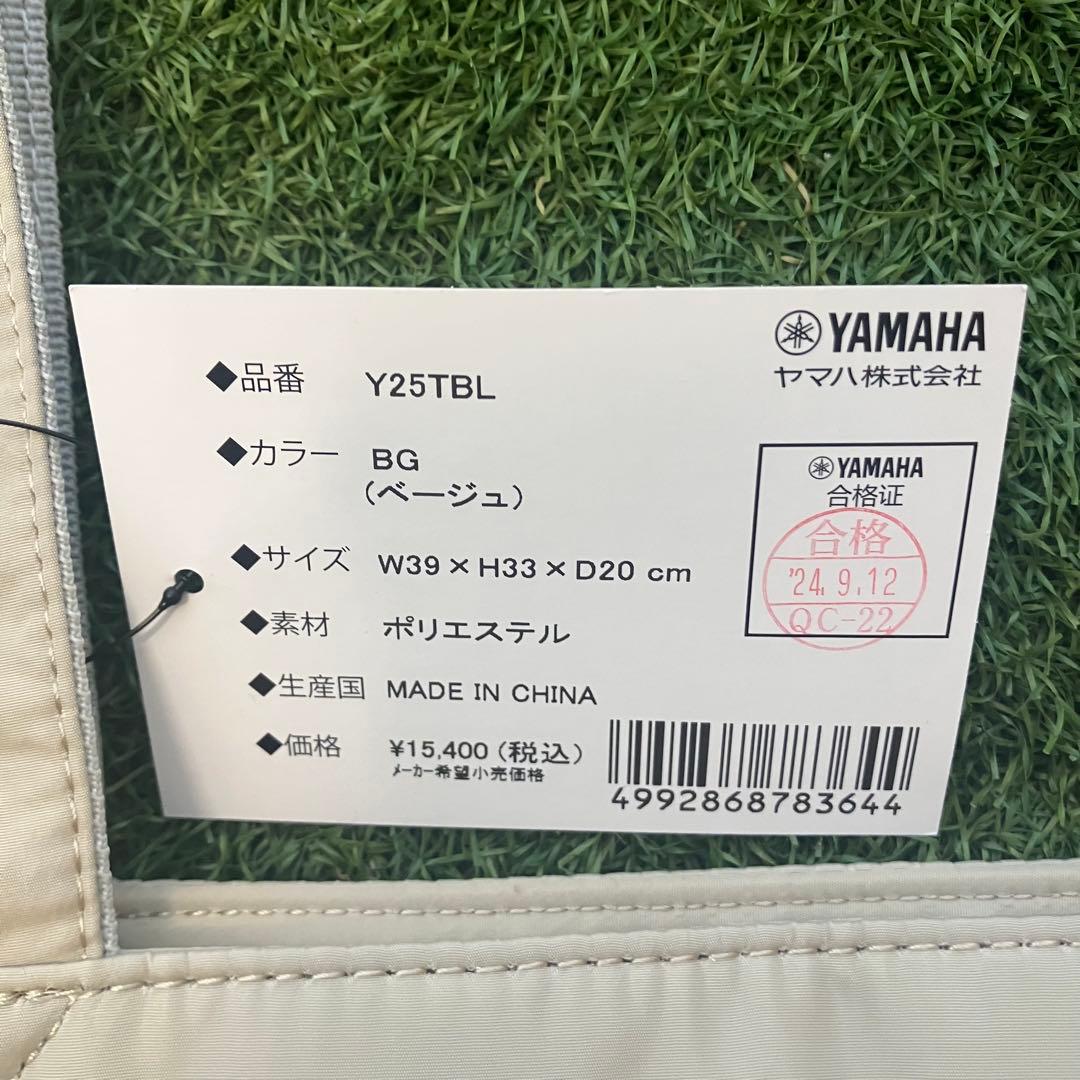 YAMAHA
ヤマハ株式会社
◆品番 Y25TBL
◆カラー BG
(ベージュ)
◆サイズ W39×H33×D20 cm
◆素材 ポリエステル
◆生産国 MADE IN CHINA
◆価格 ¥15,400(税込)
メーカー希望小売価格
YAMAHA
合格证
合格
'24.9.12
QC-22
4992868783644